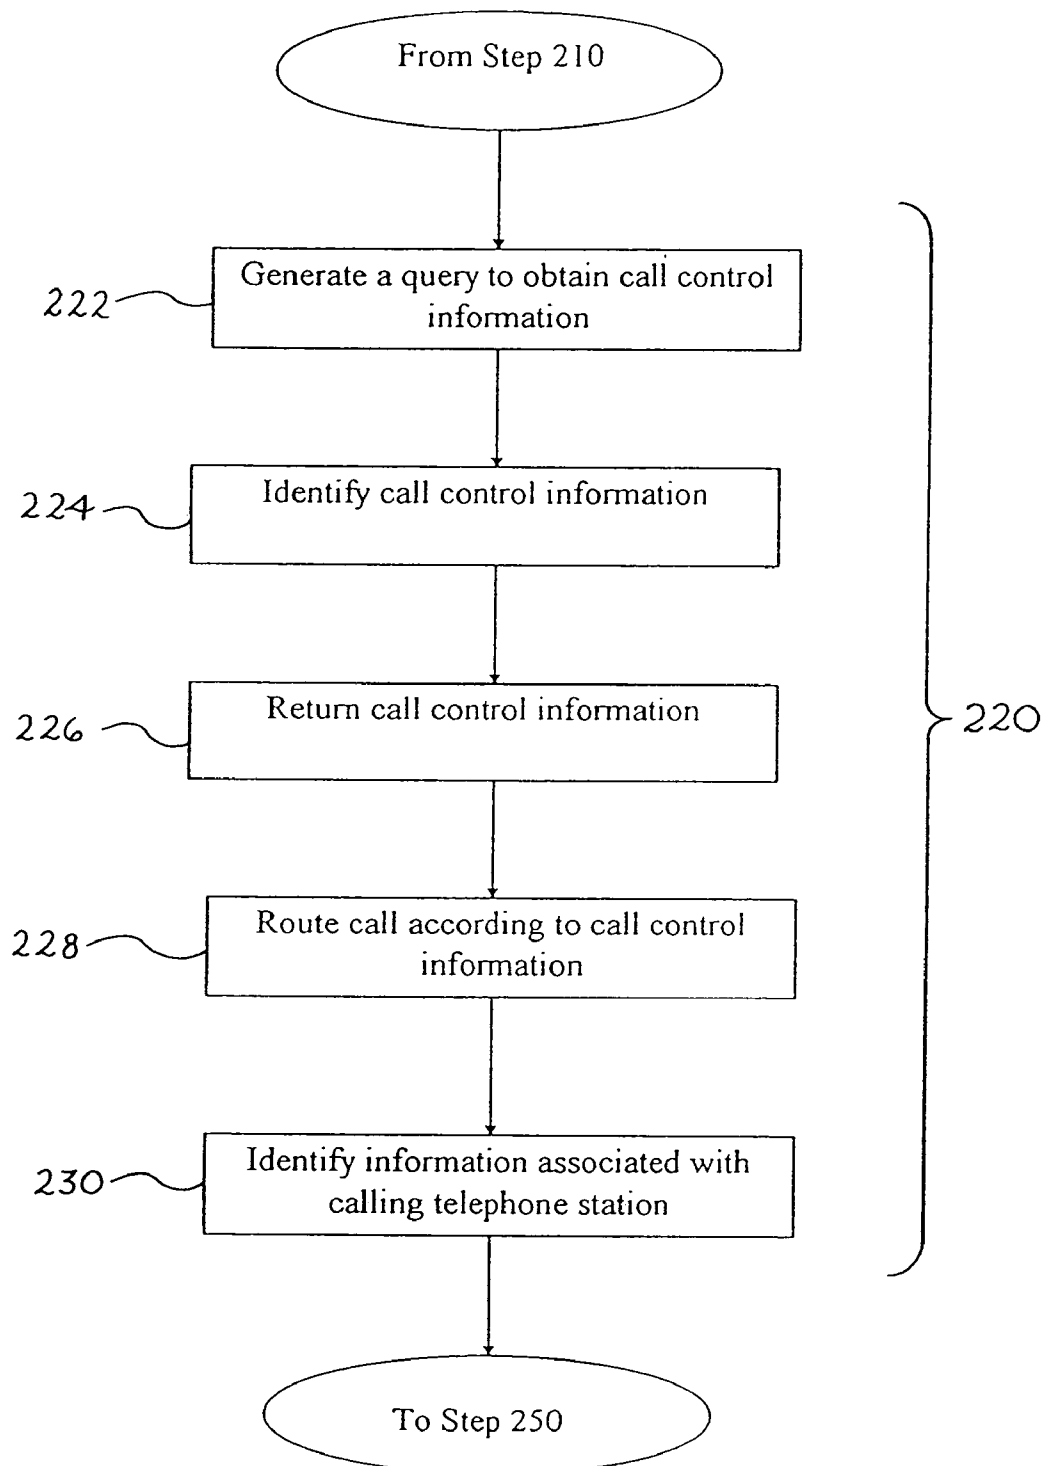 From Step 210
Generate a query to obtain call control
information
222
Identify call control information
224
Return call control information
226
220
Route call according to call control
information
228
Identify information associated with
calling telephone station
230
To Step 250